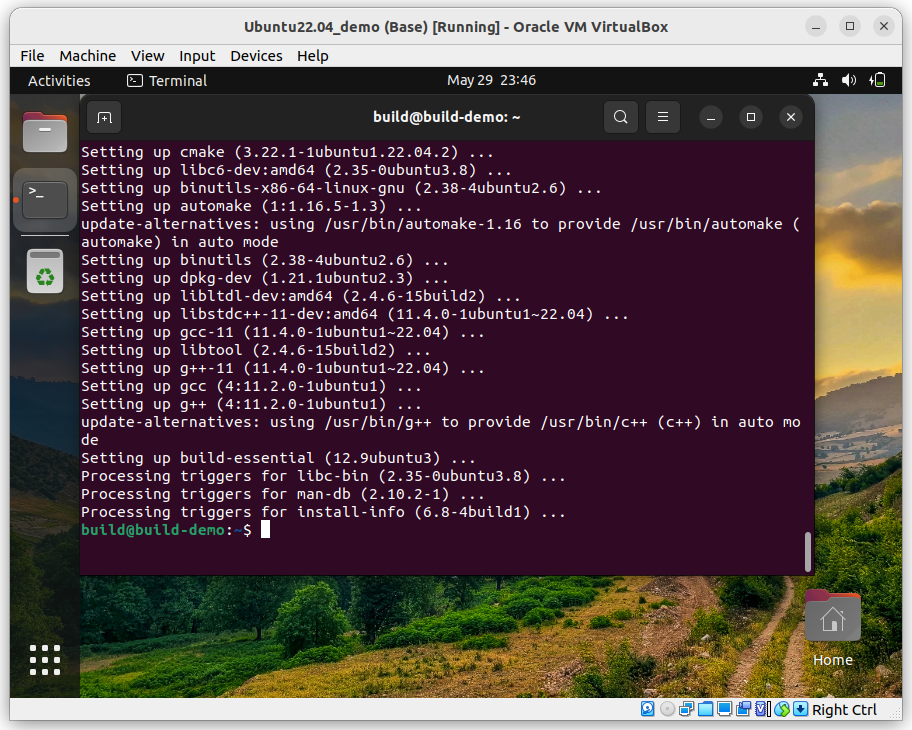 Ubuntu22.04_demo (Base) [Running] - Oracle VM VirtualBox
File Machine View Input Devices Help
Activities Terminal May 29 23:46
build@build-demo: ~
Setting up cmake (3.22.1-1ubuntu1.22.04.2) ...
Setting up libc6-dev:amd64 (2.35-0ubuntu3.8) ...
Setting up binutils-x86-64-linux-gnu (2.38-4ubuntu2.6) ...
Setting up automake (1:1.16.5-1.3) ...
update-alternatives: using /usr/bin/automake-1.16 to provide /usr/bin/automake (
automake) in auto mode
Setting up binutils (2.38-4ubuntu2.6) ...
Setting up dpkg-dev (1.21.1ubuntu2.3) ...
Setting up libltdl-dev:amd64 (2.4.6-15build2) ...
Setting up libstdc++-11-dev:amd64 (11.4.0-1ubuntu1~22.04) ...
Setting up gcc-11 (11.4.0-1ubuntu1~22.04) ...
Setting up libtool (2.4.6-15build2) ...
Setting up g++-11 (11.4.0-1ubuntu1~22.04) ...
Setting up gcc (4:11.2.0-1ubuntu1) ...
Setting up g++ (4:11.2.0-1ubuntu1) ...
update-alternatives: using /usr/bin/g++ to provide /usr/bin/c++ (c++) in auto mo
de
Setting up build-essential (12.9ubuntu3) ...
Processing triggers for libc-bin (2.35-0ubuntu3.8) ...
Processing triggers for man-db (2.10.2-1) ...
Processing triggers for install-info (6.8-4build1) ...
build@build-demo:~$
Home
Right Ctrl